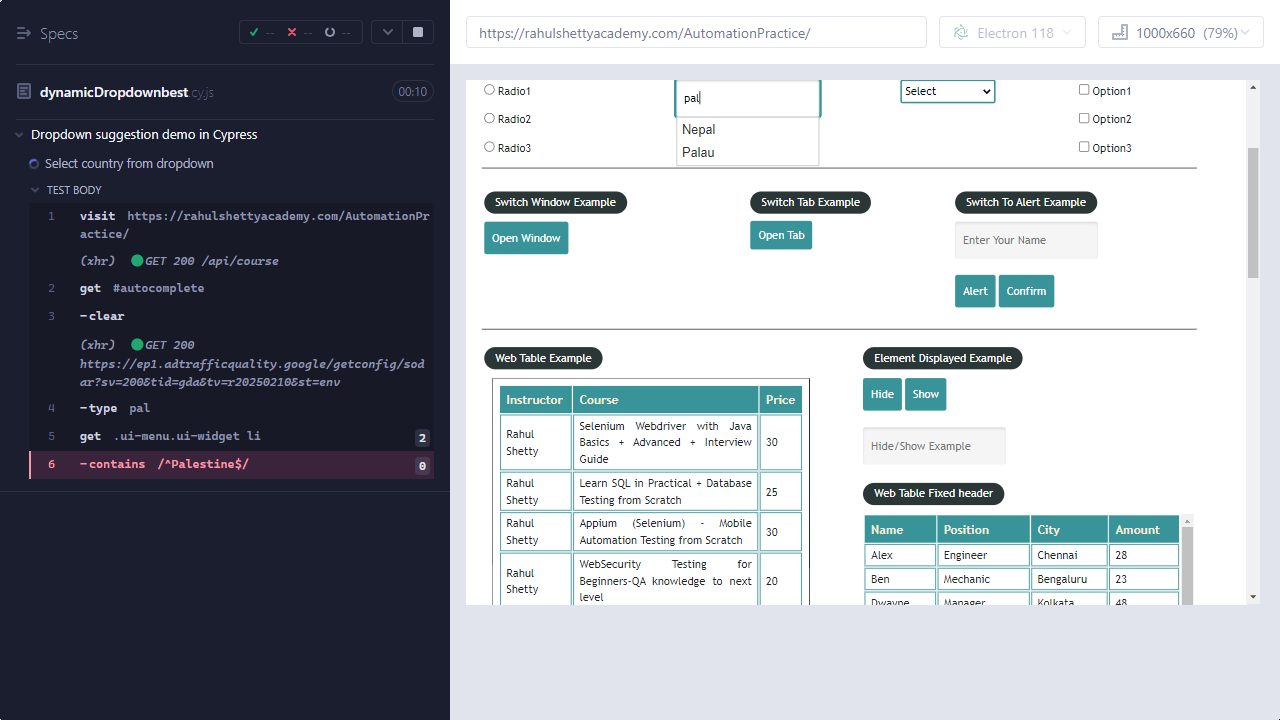 Specs
-- -- --
https://rahulshettyacademy.com/AutomationPractice/
Electron 118
1000x660 (79%)
dynamicDropdownbest.cy.js
00:10
Dropdown suggestion demo in Cypress
Select country from dropdown
TEST BODY
1 visit https://rahulshettyacademy.com/AutomationPr
actice/
(xhr) GET 200 /api/course
2 get #autocomplete
3 -clear
(xhr) GET 200
https://ep1.adtrafficquality.google/getconfig/sod
ar?sv=200&tid=gda&tv=r20250210&st=env
4 -type pal
5 get .ui-menu.ui-widget li 2
6 -contains /^Palestine$/ 0
Radio1
Radio2
Radio3
pal
Nepal
Palau
Select
Option1
Option2
Option3
Switch Window Example
Open Window
Switch Tab Example
Open Tab
Switch To Alert Example
Enter Your Name
Alert Confirm
Web Table Example
Instructor Course Price
Rahul Shetty
Selenium Webdriver with Java
Basics + Advanced + Interview
Guide
30
Rahul Shetty
Learn SQL in Practical + Database
Testing from Scratch
25
Rahul Shetty
Appium (Selenium) - Mobile
Automation Testing from Scratch
30
Rahul Shetty
WebSecurity Testing for
Beginners-QA knowledge to next
level
20
Element Displayed Example
Hide Show
Hide/Show Example
Web Table Fixed header
Name Position City Amount
Alex Engineer Chennai 28
Ben Mechanic Bengaluru 23
Dwayne Manager Kolkata 48